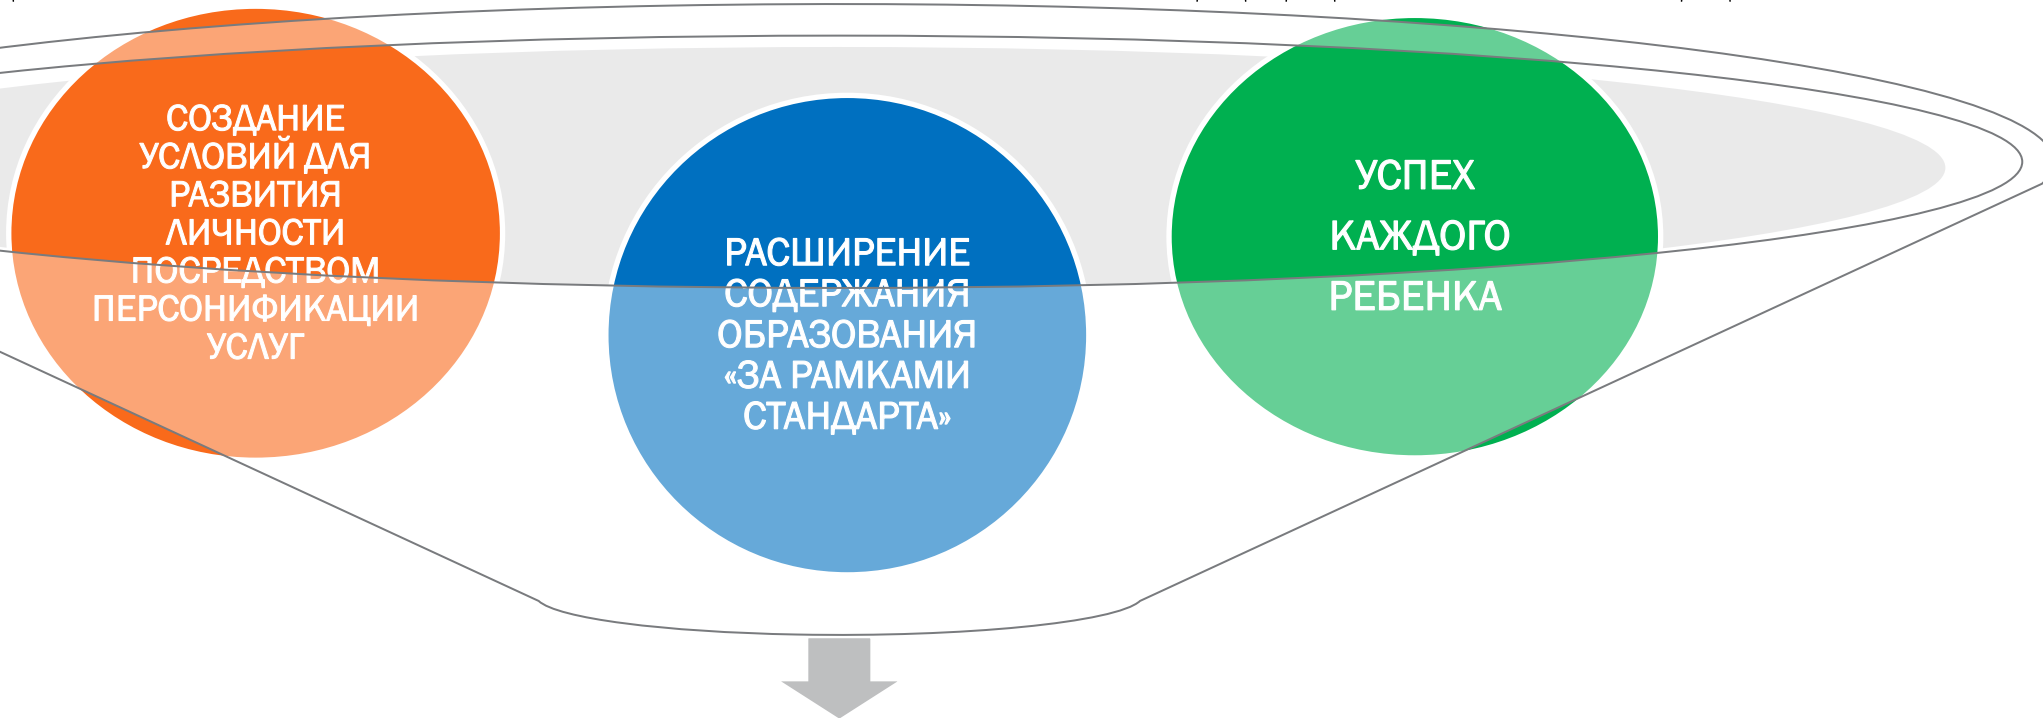 СОЗДАНИЕ
УСЛОВИЙ ДЛЯ
РАЗВИТИЯ
ЛИЧНОСТИ
ПОСРЕДСТВОМ
ПЕРСОНИФИКАЦИИ
УСЛУГ
РАСШИРЕНИЕ
СОДЕРЖАНИЯ
ОБРАЗОВАНИЯ
«ЗА РАМКАМИ
СТАНДАРТА»
УСПЕХ
КАЖДОГО
РЕБЕНКА